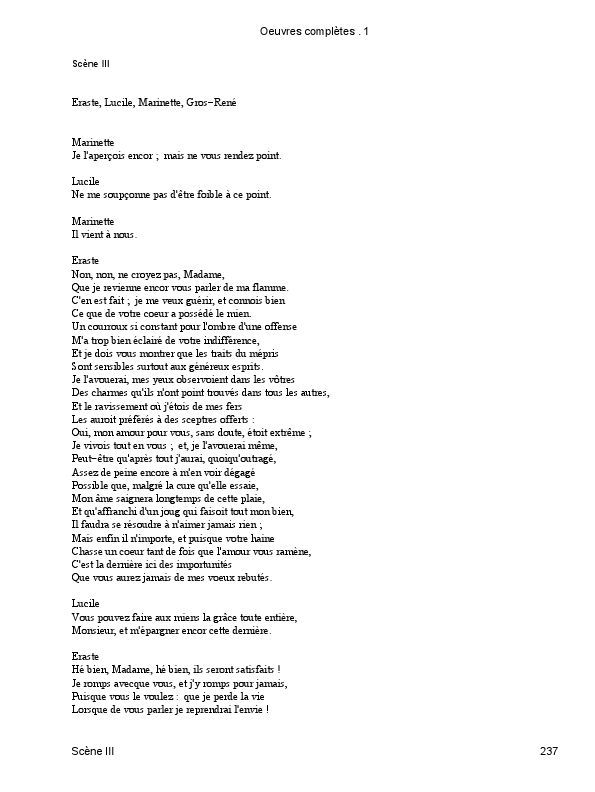 Oeuvres complètes . 1
Scène III
Eraste, Lucile, Marinette, Gros−René
Marinette
Je l'aperçois encor ;  mais ne vous rendez point.
Lucile
Ne me soupçonne pas d'être foible à ce point.
Marinette
Il vient à nous.
Eraste
Non, non, ne croyez pas, Madame,
Que je revienne encor vous parler de ma flamme.
C'en est fait ;  je me veux guérir, et connois bien
Ce que de votre coeur a possédé le mien.
Un courroux si constant pour l'ombre d'une offense
M'a trop bien éclairé de votre indifférence,
Et je dois vous montrer que les traits du mépris
Sont sensibles surtout aux généreux esprits.
Je l'avouerai, mes yeux observoient dans les vôtres
Des charmes qu'ils n'ont point trouvés dans tous les autres,
Et le ravissement où j'étois de mes fers
Les auroit préférés à des sceptres offerts :
Oui, mon amour pour vous, sans doute, étoit extrême ;
Je vivois tout en vous ;  et, je l'avouerai même,
Peut−être qu'après tout j'aurai, quoiqu'outragé,
Assez de peine encore à m'en voir dégagé
Possible que, malgré la cure qu'elle essaie,
Mon âme saignera longtemps de cette plaie,
Et qu'affranchi d'un joug qui faisoit tout mon bien,
Il faudra se résoudre à n'aimer jamais rien ;
Mais enfin il n'importe, et puisque votre haine
Chasse un coeur tant de fois que l'amour vous ramène,
C'est la dernière ici des importunités
Que vous aurez jamais de mes voeux rebutés.
Lucile
Vous pouvez faire aux miens la grâce toute entière,
Monsieur, et m'épargner encor cette dernière.
Eraste
Hé bien, Madame, hé bien, ils seront satisfaits !
Je romps avecque vous, et j'y romps pour jamais,
Puisque vous le voulez :  que je perde la vie
Lorsque de vous parler je reprendrai l'envie !
Scène III
237